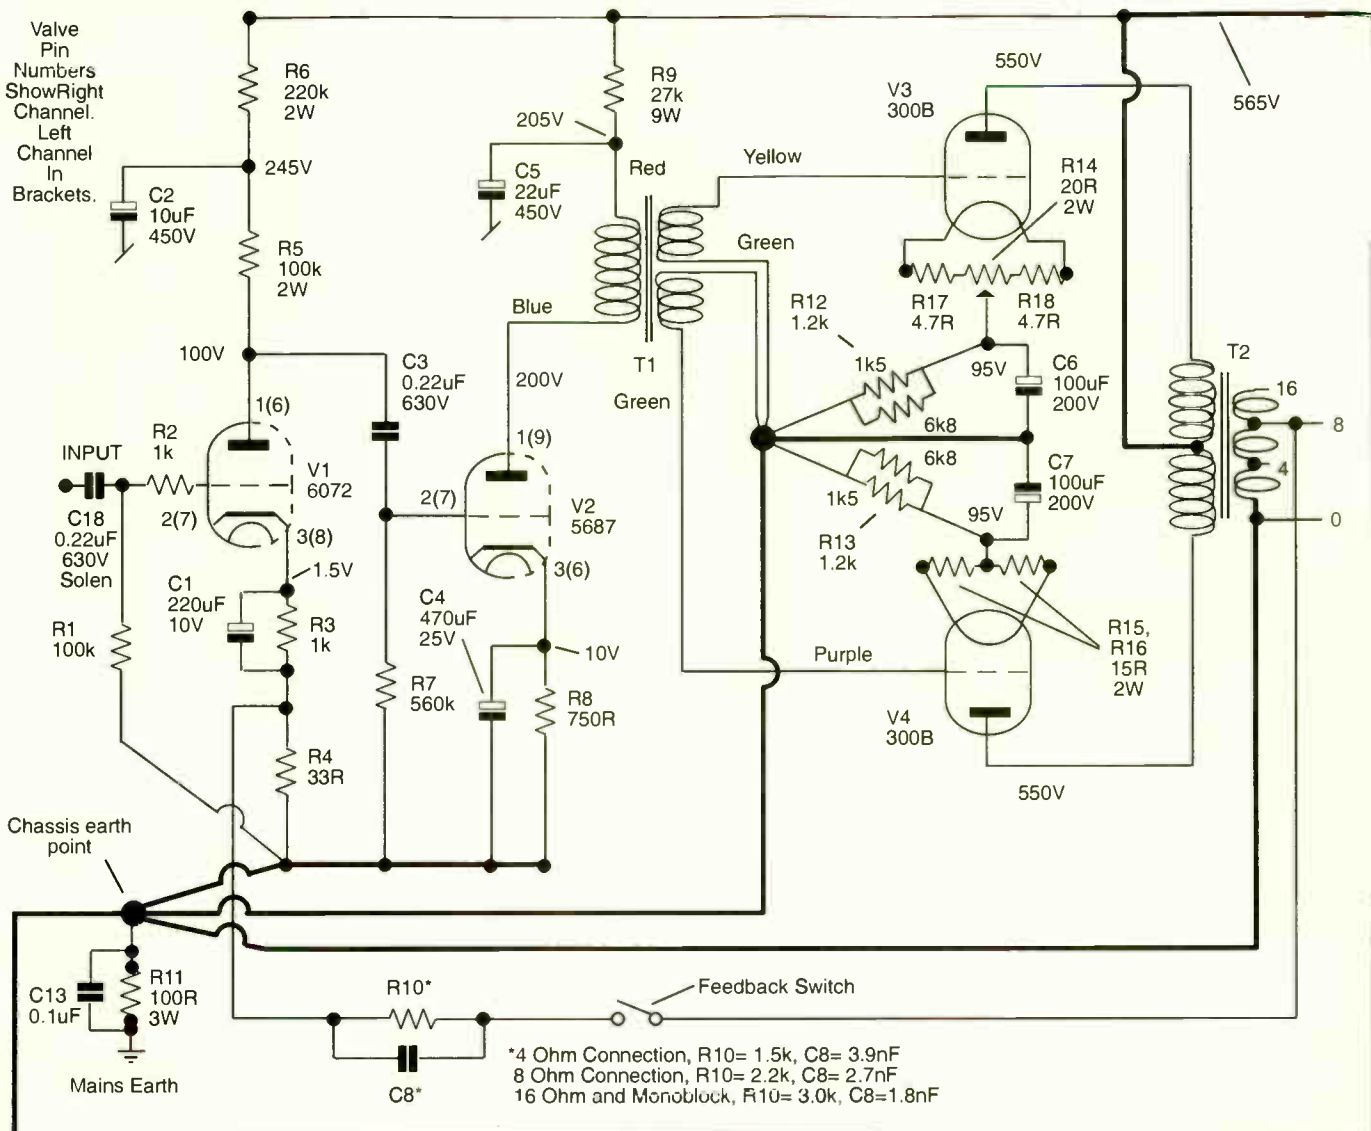 Valve
Pin
Numbers
ShowRight
Channel.
Left
Channel
In
Brackets.
R6
220k
2W
245V
C2
10uF
450V
R5
100k
2W
100V
1(6)
INPUT
R2
1k
V1
6072
2(7)
3(8)
C18
0.22uF
630V
Solen
1.5V
C1
220uF
10V
R3
1k
R1
100k
R4
33R
C3
0.22uF
630V
R7
560k
R9
27k
9W
205V
C5
22uF
450V
Red
Blue
T1
200V
1(9)
2(7)
V2
5687
3(6)
C4
470uF
25V
10V
R8
750R
Yellow
Green
Green
Purple
V3
300B
550V
565V
R14
20R
2W
R17
4.7R
R18
4.7R
R12
1.2k
1k5
95V
C6
100uF
200V
6k8
6k8
C7
100uF
200V
1k5
95V
R13
1.2k
R15,
R16
15R
2W
V4
300B
550V
T2
16
8
4
0
Chassis earth
point
C13
0.1uF
R11
100R
3W
Mains Earth
R10*
C8*
Feedback Switch
*4 Ohm Connection, R10= 1.5k, C8= 3.9nF
8 Ohm Connection, R10= 2.2k, C8= 2.7nF
16 Ohm and Monoblock, R10= 3.0k, C8=1.8nF